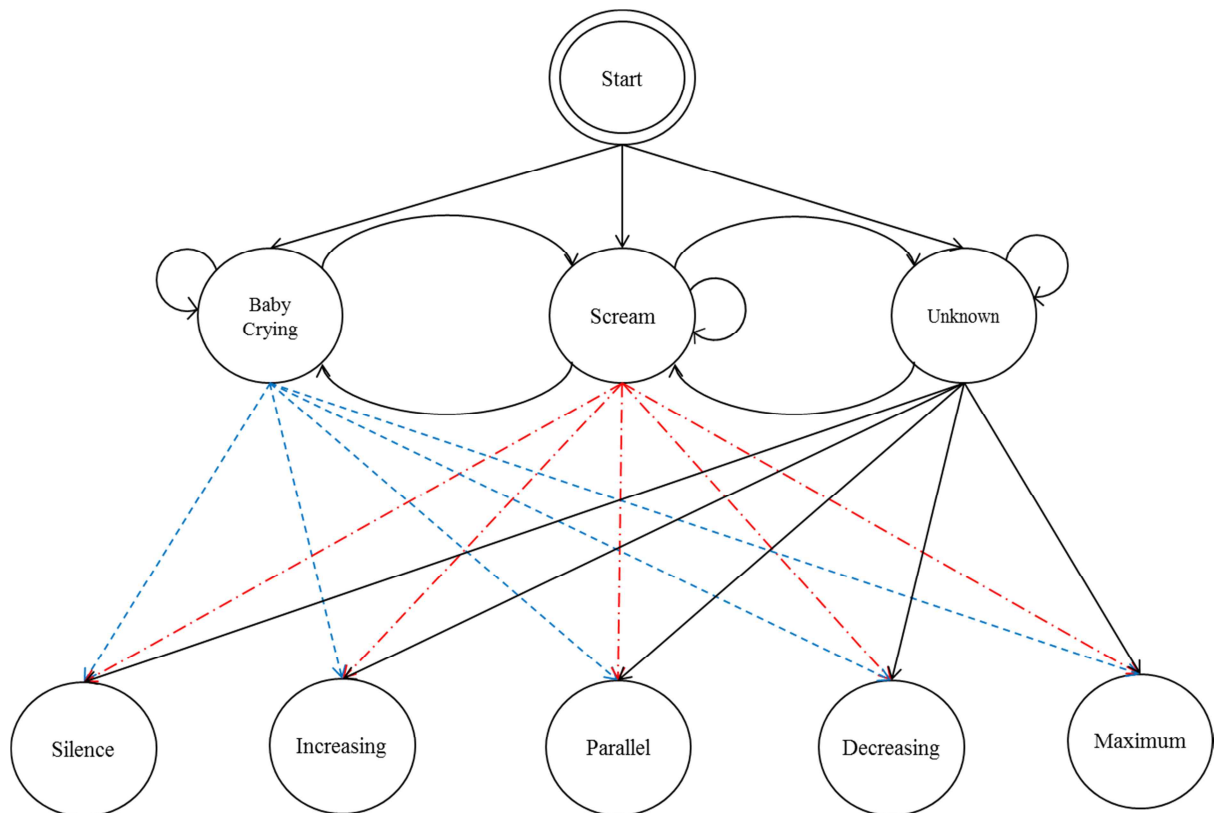 Start
Baby
Crying
Scream
Unknown
Silence
Increasing
Parallel
Decreasing
Maximum